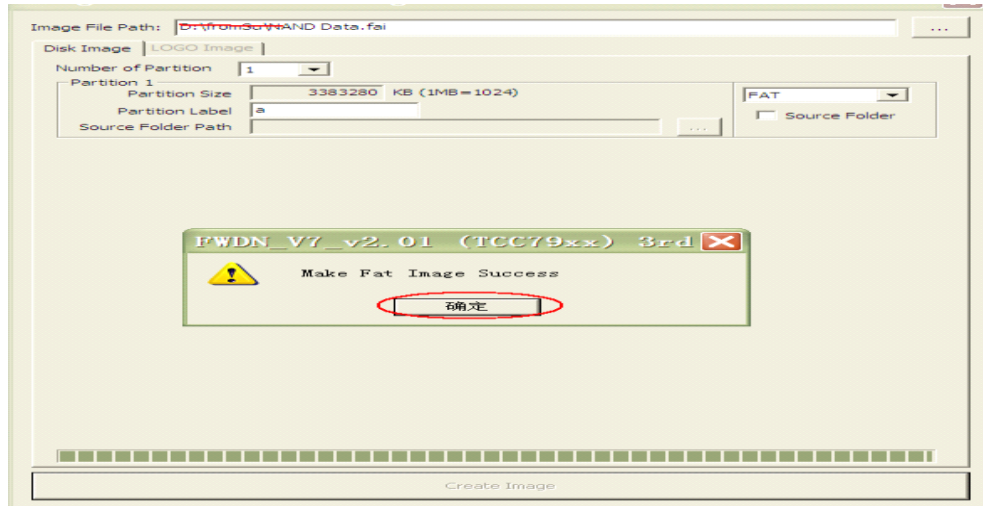 Image File Path: D:\fromSu\NAND Data.fai ...
Disk Image LOGO Image
Number of Partition 1
Partition 1
Partition Size 3383280 KB (1MB=1024) FAT
Partition Label a Source Folder
Source Folder Path ...
FWDN_V7_v2.01 (TCC79xx) 3rd
Make Fat Image Success
确定
Create Image